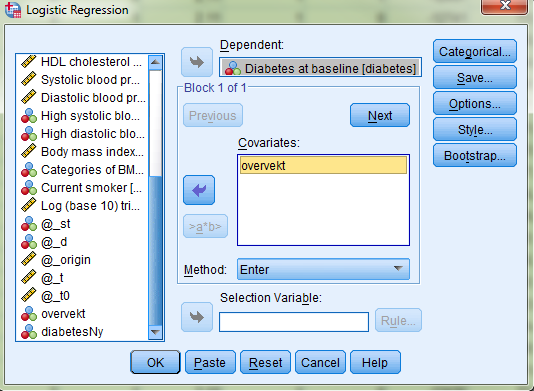 Logistic Regression
HDL cholesterol ...
Systolic blood pr...
Diastolic blood pr...
High systolic blo...
High diastolic blo...
Body mass index...
Categories of BM...
Current smoker [...
Log (base 10) tri...
@_st
@_d
@_origin
@_t
@_t0
overvekt
diabetesNy
Dependent:
Diabetes at baseline [diabetes]
Block 1 of 1
Previous
Next
Covariates:
overvekt
>a*b>
Method:
Enter
Selection Variable:
Rule...
Categorical...
Save...
Options...
Style...
Bootstrap...
OK
Paste
Reset
Cancel
Help